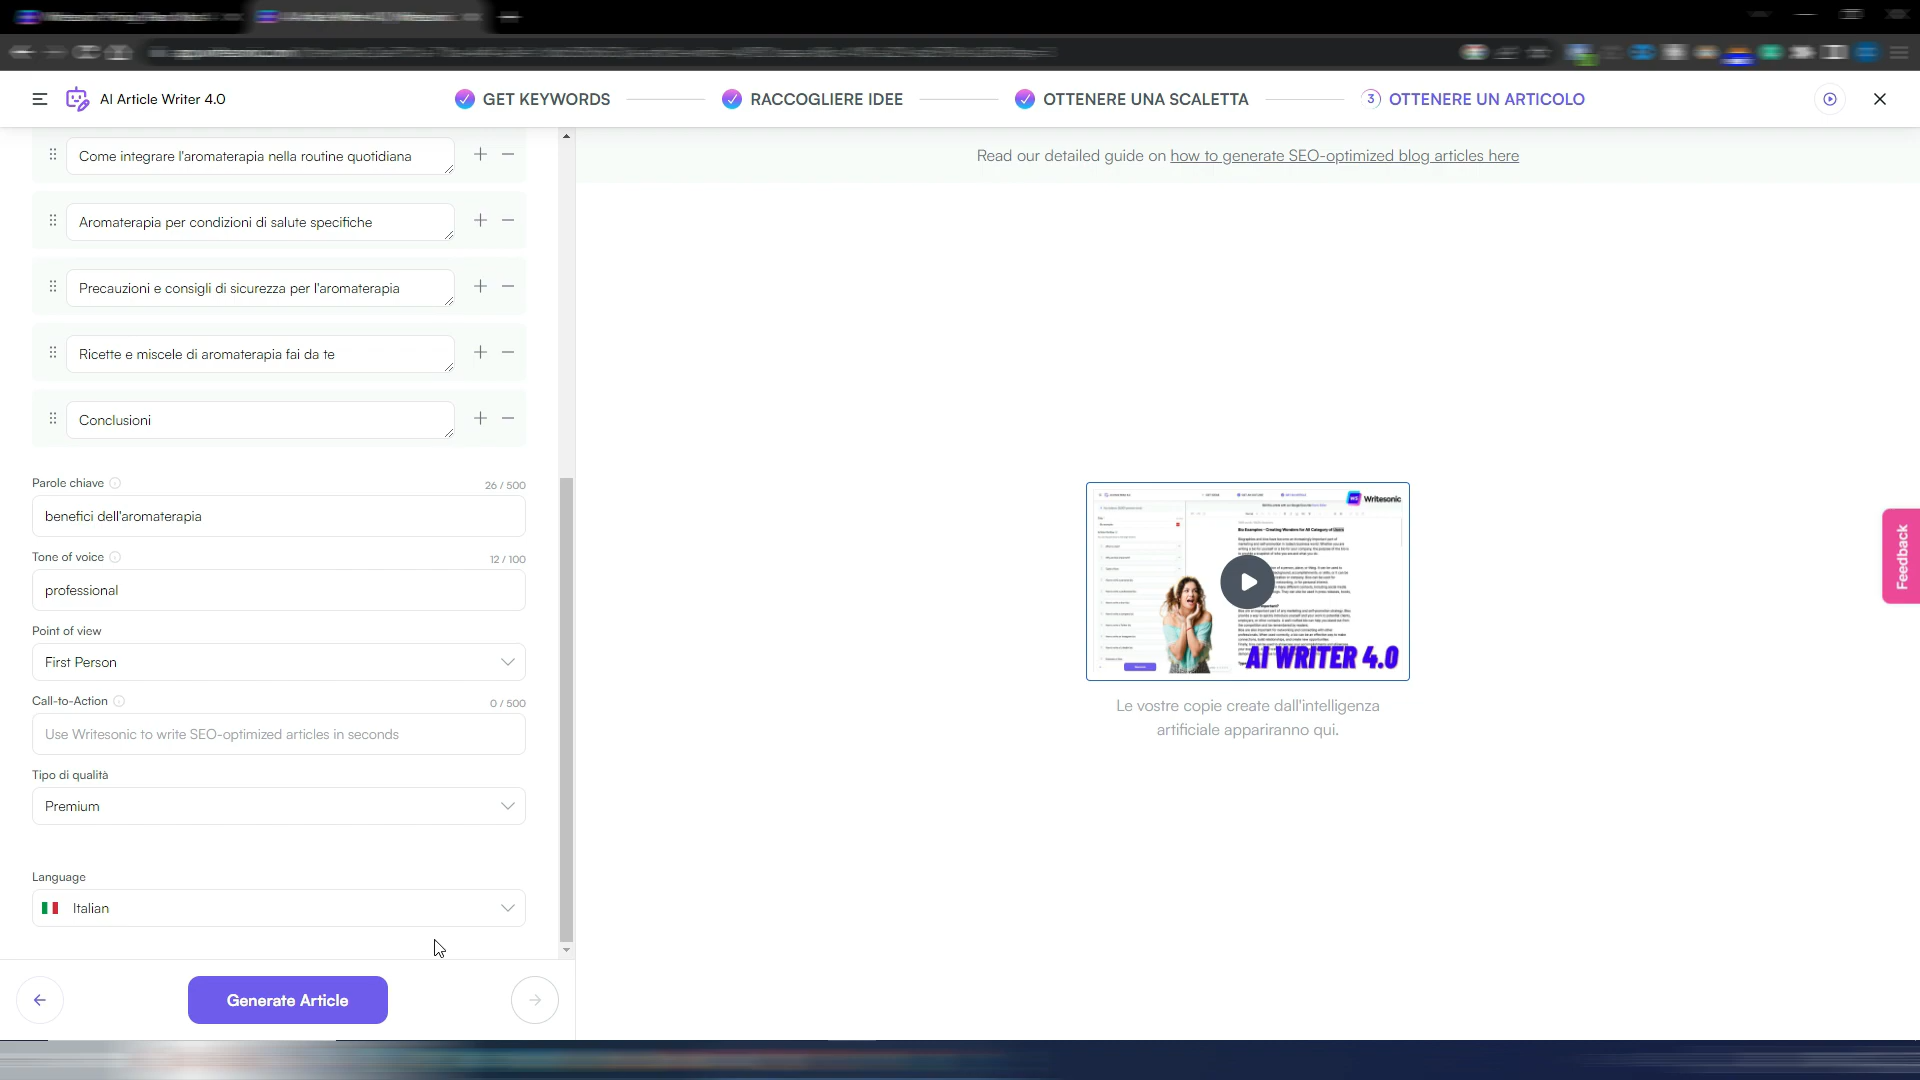 AI Article Writer 4.0
GET KEYWORDS
RACCOGLIERE IDEE
OTTENERE UNA SCALETTA
3 OTTENERE UN ARTICOLO
Come integrare l'aromaterapia nella routine quotidiana
Aromaterapia per condizioni di salute specifiche
Precauzioni e consigli di sicurezza per l'aromaterapia
Ricette e miscele di aromaterapia fai da te
Conclusioni
Parole chiave
26 / 500
benefici dell'aromaterapia
Tone of voice
12 / 100
professional
Point of view
First Person
Call-to-Action
0 / 500
Use Writesonic to write SEO-optimized articles in seconds
Tipo di qualità
Premium
Language
Italian
Generate Article
Read our detailed guide on how to generate SEO-optimized blog articles here
Writesonic
AI WRITER 4.0
Le vostre copie create dall'intelligenza
artificiale appariranno qui.
Feedback